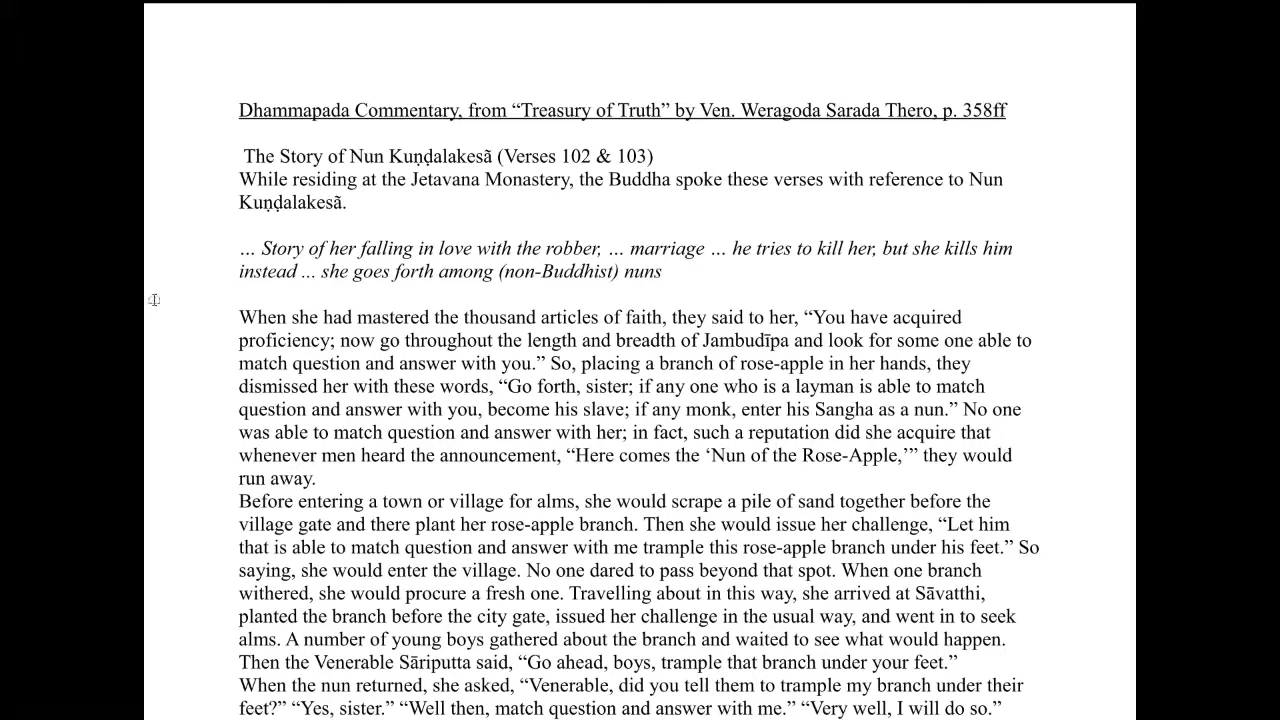 Dhammapada Commentary, from “Treasury of Truth” by Ven. Weragoda Sarada Thero, p. 358ff
The Story of Nun Kuṇḍalakesã (Verses 102 & 103)
While residing at the Jetavana Monastery, the Buddha spoke these verses with reference to Nun
Kuṇḍalakesã.
… Story of her falling in love with the robber, … marriage … he tries to kill her, but she kills him
instead ... she goes forth among (non-Buddhist) nuns
When she had mastered the thousand articles of faith, they said to her, “You have acquired
proficiency; now go throughout the length and breadth of Jambudīpa and look for some one able to
match question and answer with you.” So, placing a branch of rose-apple in her hands, they
dismissed her with these words, “Go forth, sister; if any one who is a layman is able to match
question and answer with you, become his slave; if any monk, enter his Sangha as a nun.” No one
was able to match question and answer with her; in fact, such a reputation did she acquire that
whenever men heard the announcement, “Here comes the ‘Nun of the Rose-Apple,’” they would
run away.
Before entering a town or village for alms, she would scrape a pile of sand together before the
village gate and there plant her rose-apple branch. Then she would issue her challenge, “Let him
that is able to match question and answer with me trample this rose-apple branch under his feet.” So
saying, she would enter the village. No one dared to pass beyond that spot. When one branch
withered, she would procure a fresh one. Travelling about in this way, she arrived at Sāvatthi,
planted the branch before the city gate, issued her challenge in the usual way, and went in to seek
alms. A number of young boys gathered about the branch and waited to see what would happen.
Then the Venerable Sāriputta said, “Go ahead, boys, trample that branch under your feet.”
When the nun returned, she asked, “Venerable, did you tell them to trample my branch under their
feet?” “Yes, sister.” “Well then, match question and answer with me.” “Very well, I will do so.”